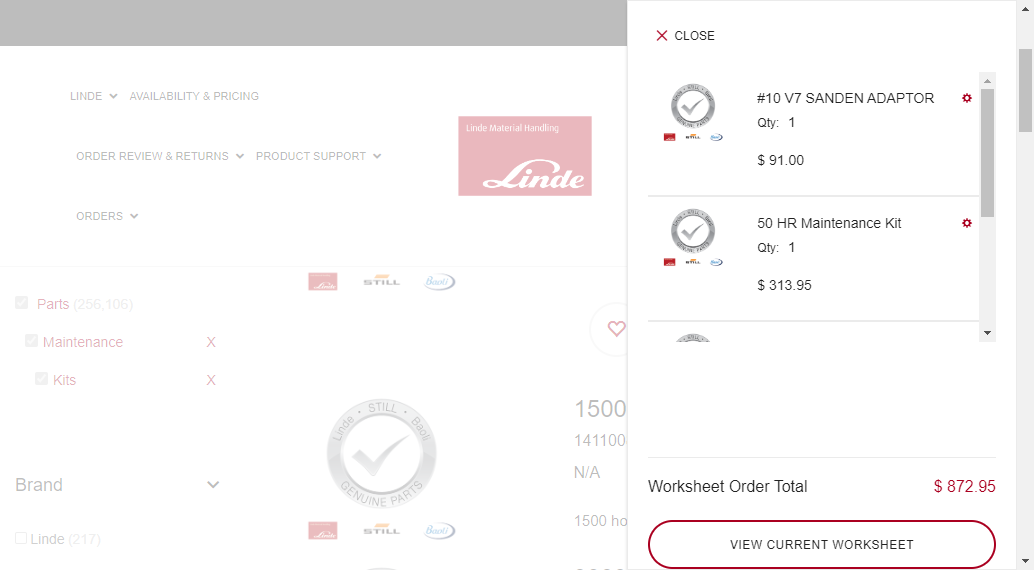 CLOSE
#10 V7 SANDEN ADAPTOR
Qty: 1
$ 91.00
50 HR Maintenance Kit
Qty: 1
$ 313.95
Worksheet Order Total
$ 872.95
VIEW CURRENT WORKSHEET
LINDE
AVAILABILITY & PRICING
ORDER REVIEW & RETURNS
PRODUCT SUPPORT
ORDERS
Linde Material Handling
Linde
Parts (256,106)
Maintenance X
Kits X
Brand
Linde (217)
STILL
Baoli
Linde • STILL • Baoli
GENUINE PARTS
Linde
STILL
Baoli
1500
141100
N/A
1500 ho